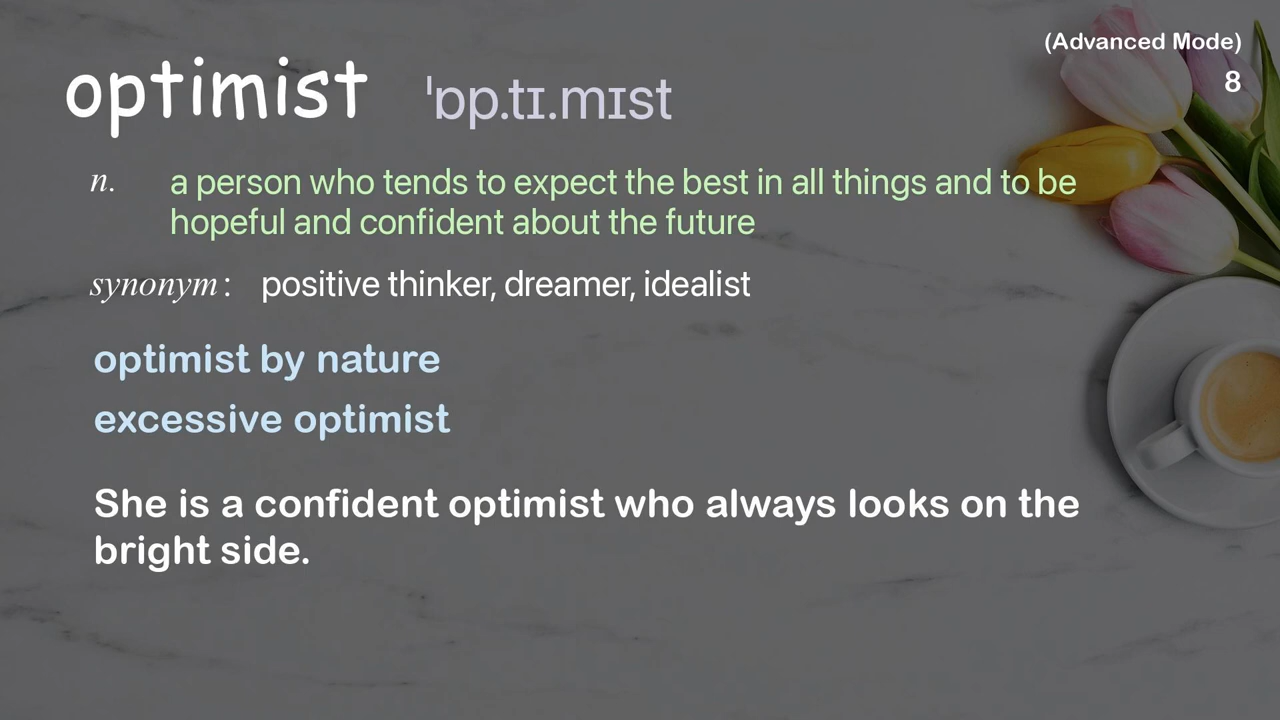 (Advanced Mode)
8
optimist ˈɒp.tɪ.mɪst
n. a person who tends to expect the best in all things and to be
hopeful and confident about the future
synonym : positive thinker, dreamer, idealist
optimist by nature
excessive optimist
She is a confident optimist who always looks on the
bright side.